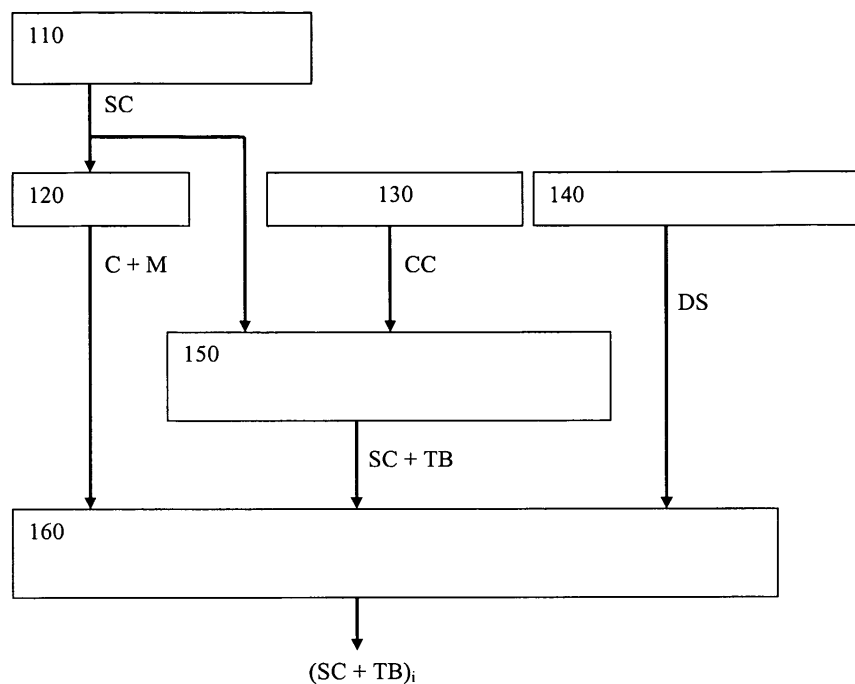 110
SC
120
130
140
C + M
CC
DS
150
SC + TB
160
(SC + TB)i